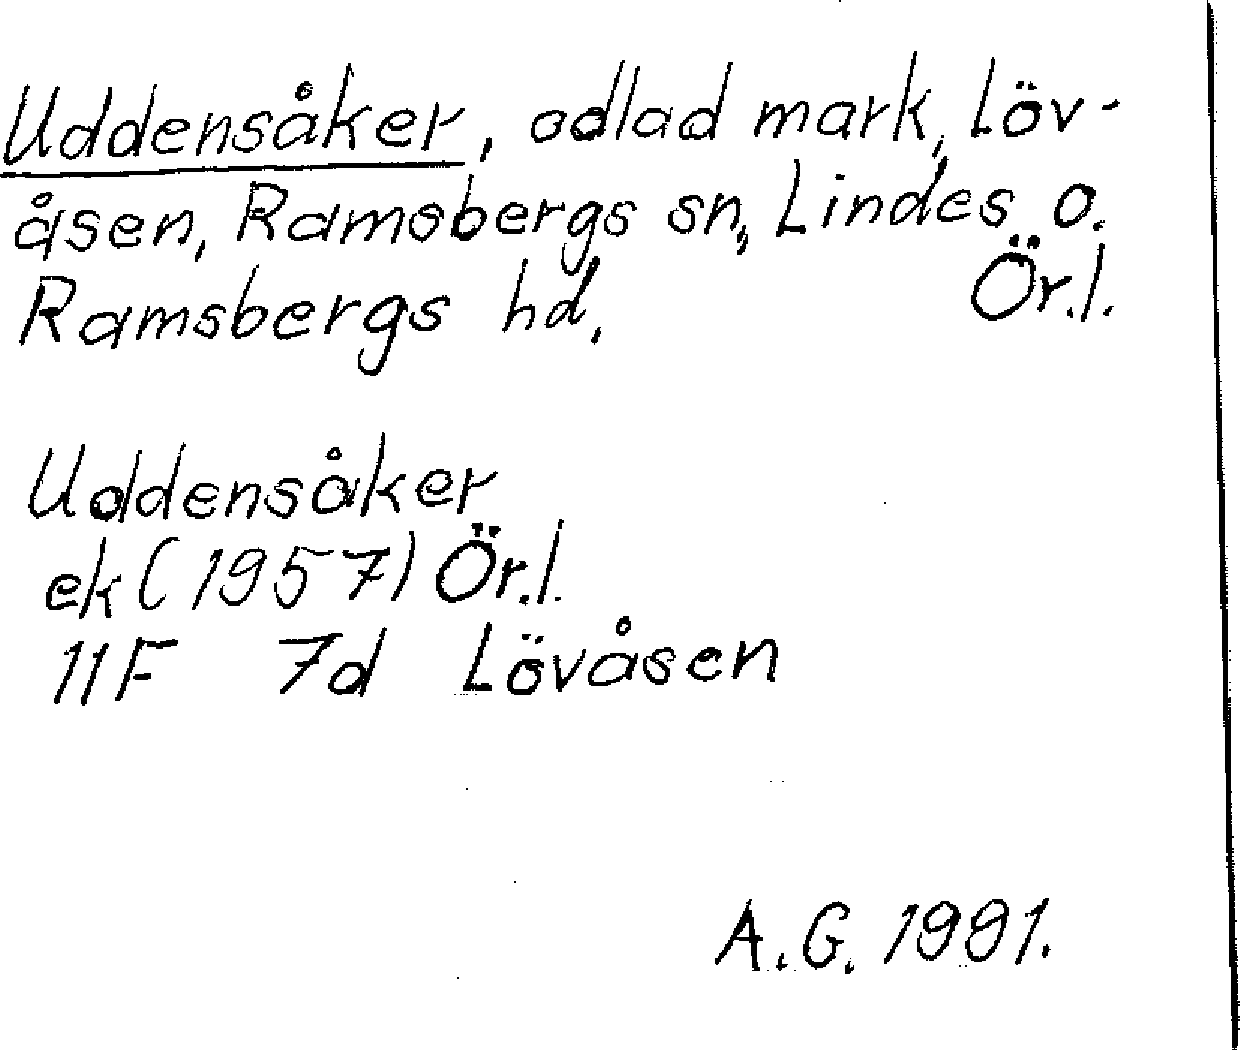 Uddensåker, odlad mark, Löv-
åsen, Ramsbergs sn, Lindes o.
Ramsbergs hd, Ör.l.
Uddensåker
ek (1957) Ör.l.
11F 7d Lövåsen
A.G. 1991.